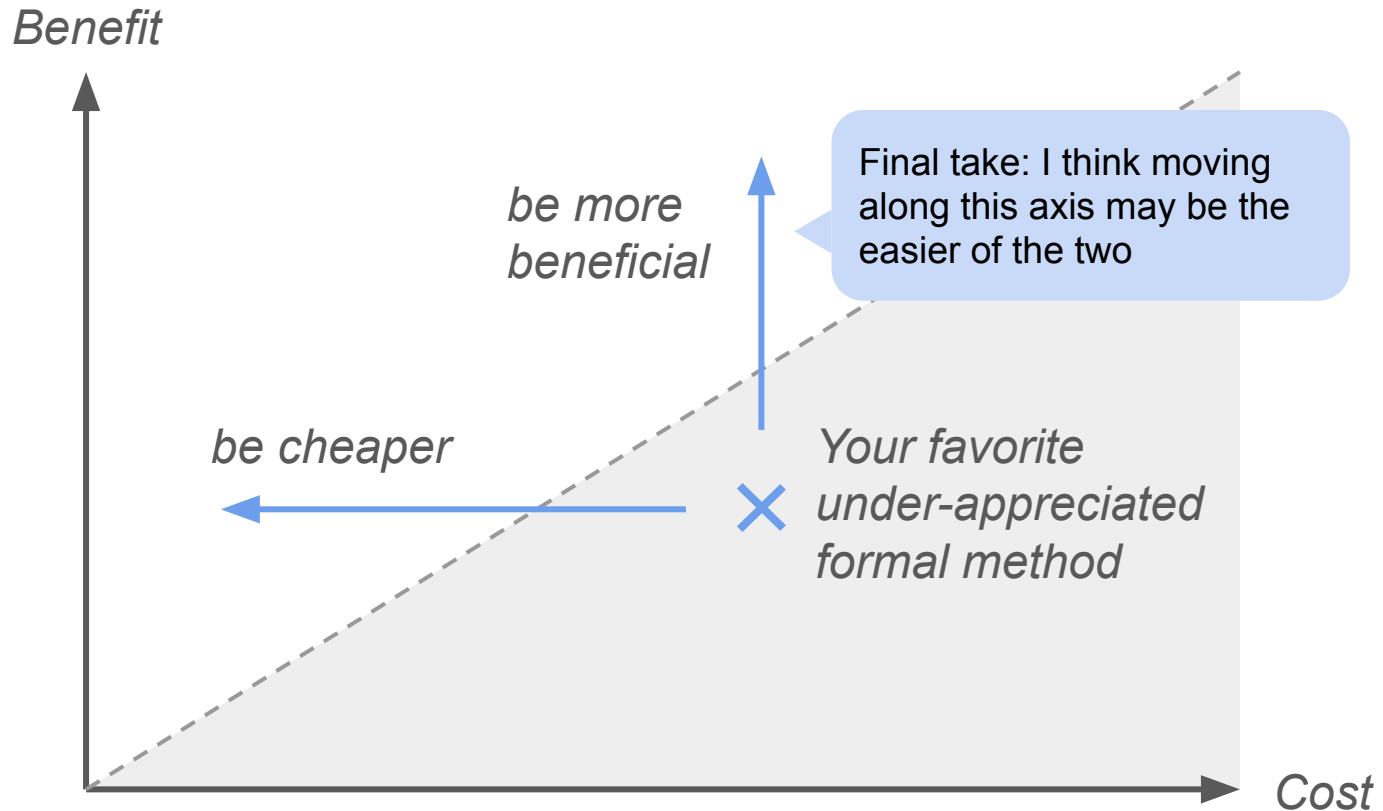 Benefit
Final take: I think moving
along this axis may be the
easier of the two
be more
beneficial
be cheaper
Your favorite
under-appreciated
formal method
Cost